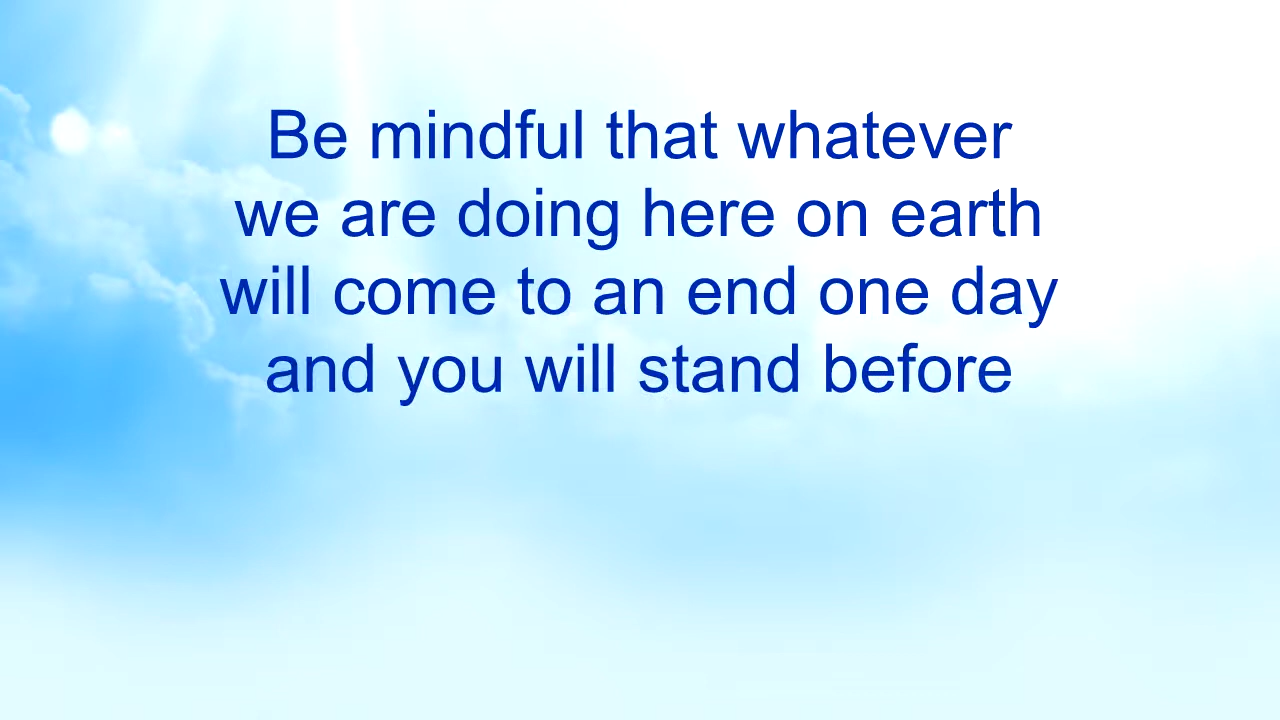 Be mindful that whatever
we are doing here on earth
will come to an end one day
and you will stand before